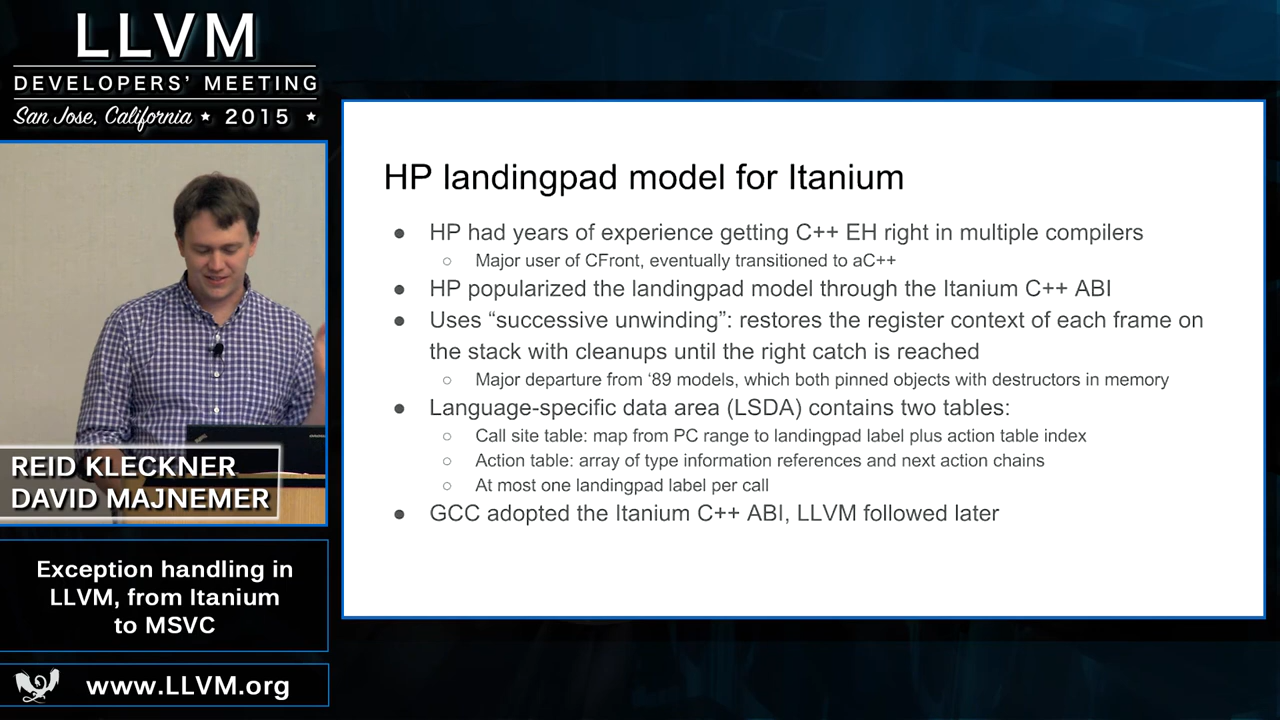 LLVM
DEVELOPERS' MEETING
San Jose, California ★ 2015 ★
REID KLECKNER
DAVID MAJNEMER
Exception handling in
LLVM, from Itanium
to MSVC
www.LLVM.org
HP landingpad model for Itanium
● HP had years of experience getting C++ EH right in multiple compilers
○ Major user of CFront, eventually transitioned to aC++
● HP popularized the landingpad model through the Itanium C++ ABI
● Uses “successive unwinding”: restores the register context of each frame on
the stack with cleanups until the right catch is reached
○ Major departure from ‘89 models, which both pinned objects with destructors in memory
● Language-specific data area (LSDA) contains two tables:
○ Call site table: map from PC range to landingpad label plus action table index
○ Action table: array of type information references and next action chains
○ At most one landingpad label per call
● GCC adopted the Itanium C++ ABI, LLVM followed later